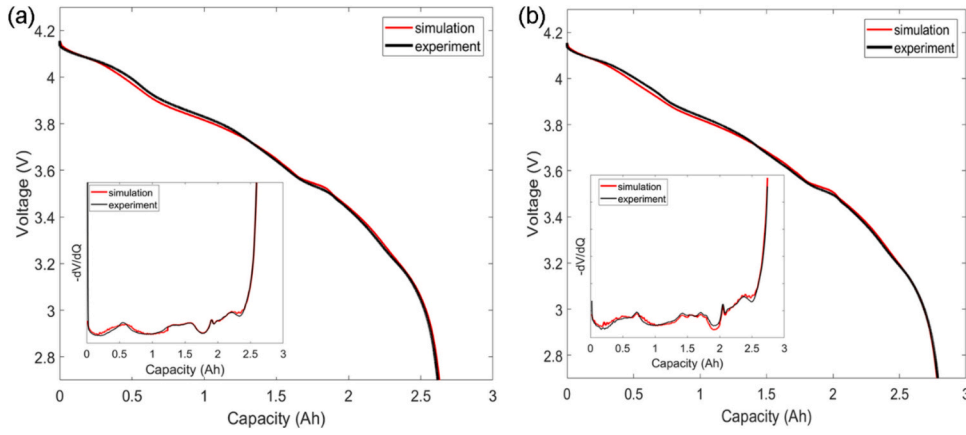 (a)
4.2
4
3.8
3.6
3.4
3.2
3
2.8
Voltage (V)
simulation
experiment
simulation
experiment
-dV/dQ
0 0.5 1 1.5 2 2.5 3
Capacity (Ah)
0 0.5 1 1.5 2 2.5 3
Capacity (Ah)
(b)
4.2
4
3.8
3.6
3.4
3.2
3
2.8
Voltage (V)
simulation
experiment
simulation
experiment
-dV/dQ
0 0.5 1 1.5 2 2.5 3
Capacity (Ah)
0 0.5 1 1.5 2 2.5 3
Capacity (Ah)